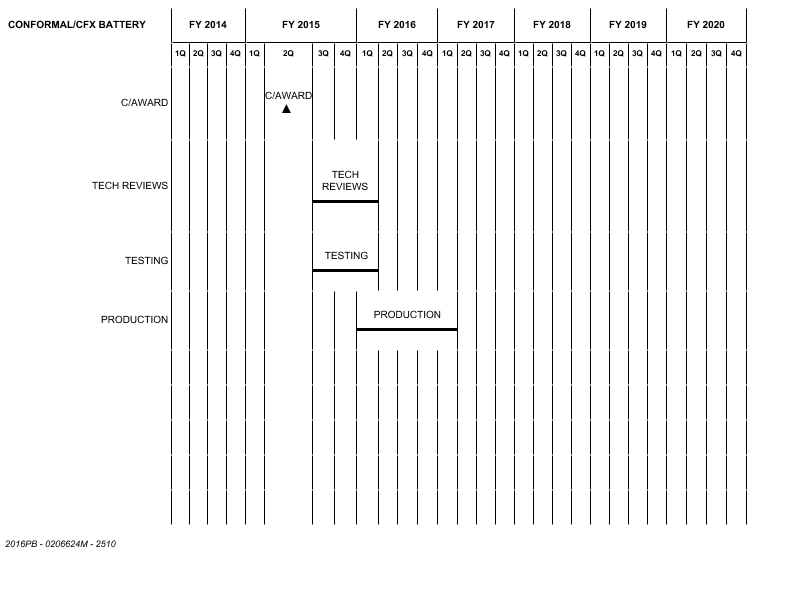 CONFORMAL/CFX BATTERY FY 2014 FY 2015 FY 2016 FY 2017 FY 2018 FY 2019 FY 2020
1Q 2Q 3Q 4Q 1Q 2Q 3Q 4Q 1Q 2Q 3Q 4Q 1Q 2Q 3Q 4Q 1Q 2Q 3Q 4Q 1Q 2Q 3Q 4Q 1Q 2Q 3Q 4Q
C/AWARD
C/AWARD
TECH REVIEWS
TECH
REVIEWS
TESTING
TESTING
PRODUCTION
PRODUCTION
2016PB - 0206624M - 2510